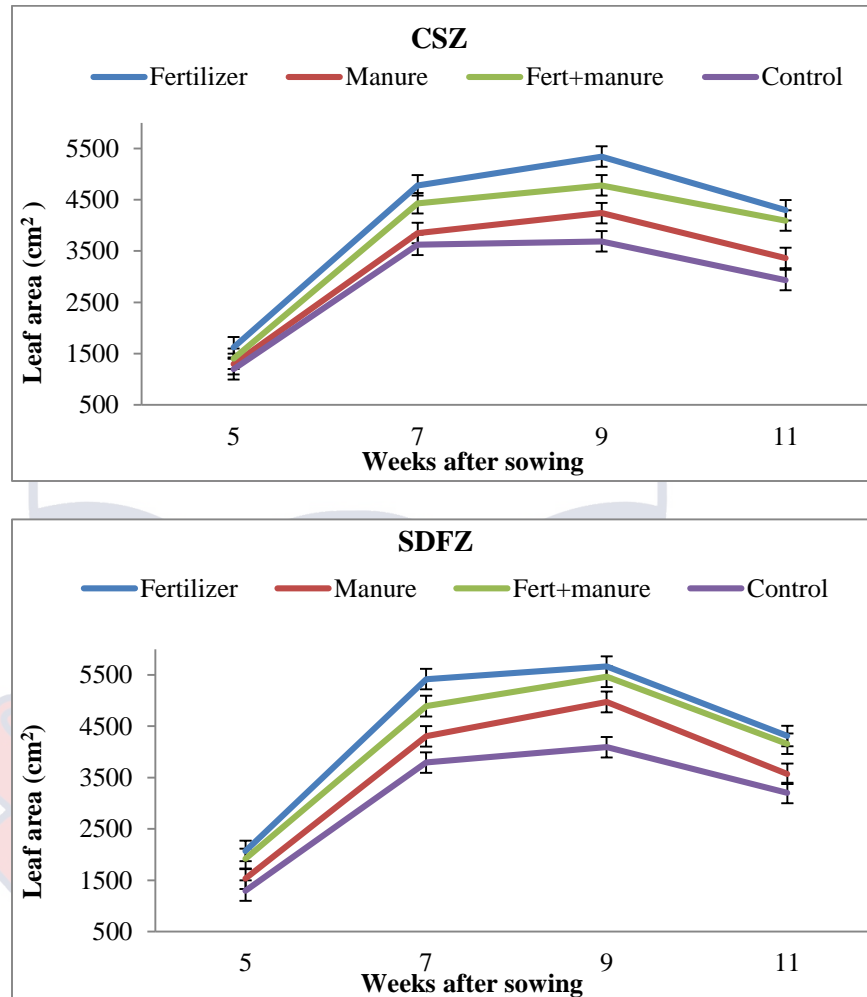 CSZ
Fertilizer Manure Fert+manure Control
Leaf area (cm² )
5500
4500
3500
2500
1500
500
5 7 9 11
Weeks after sowing
SDFZ
Fertilizer Manure Fert+manure Control
Leaf area (cm²)
5500
4500
3500
2500
1500
500
5 7 9 11
Weeks after sowing